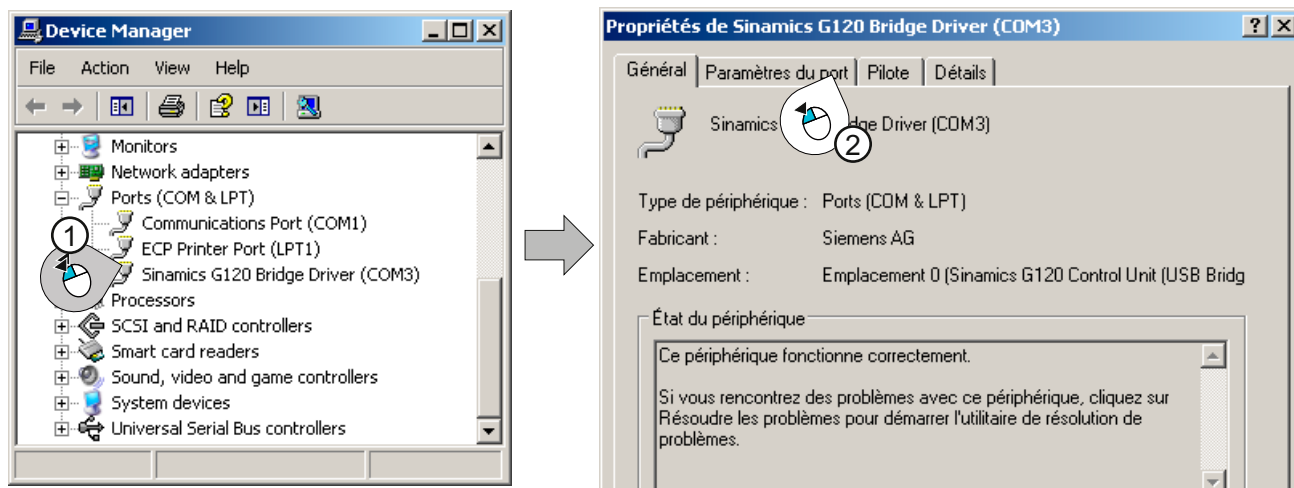 Device Manager
File Action View Help
Monitors
Network adapters
Ports (COM & LPT)
Communications Port (COM1)
ECP Printer Port (LPT1)
1
Sinamics G120 Bridge Driver (COM3)
Processors
SCSI and RAID controllers
Smart card readers
Sound, video and game controllers
System devices
Universal Serial Bus controllers
Propriétés de Sinamics G120 Bridge Driver (COM3)
Général Paramètres du port Pilote Détails
Sinamics Driver (COM3)
2
Type de périphérique : Ports (COM & LPT)
Fabricant : Siemens AG
Emplacement : Emplacement 0 (Sinamics G120 Control Unit (USB Bridg
État du périphérique
Ce périphérique fonctionne correctement.
Si vous rencontrez des problèmes avec ce périphérique, cliquez sur
Résoudre les problèmes pour démarrer l'utilitaire de résolution de
problèmes.